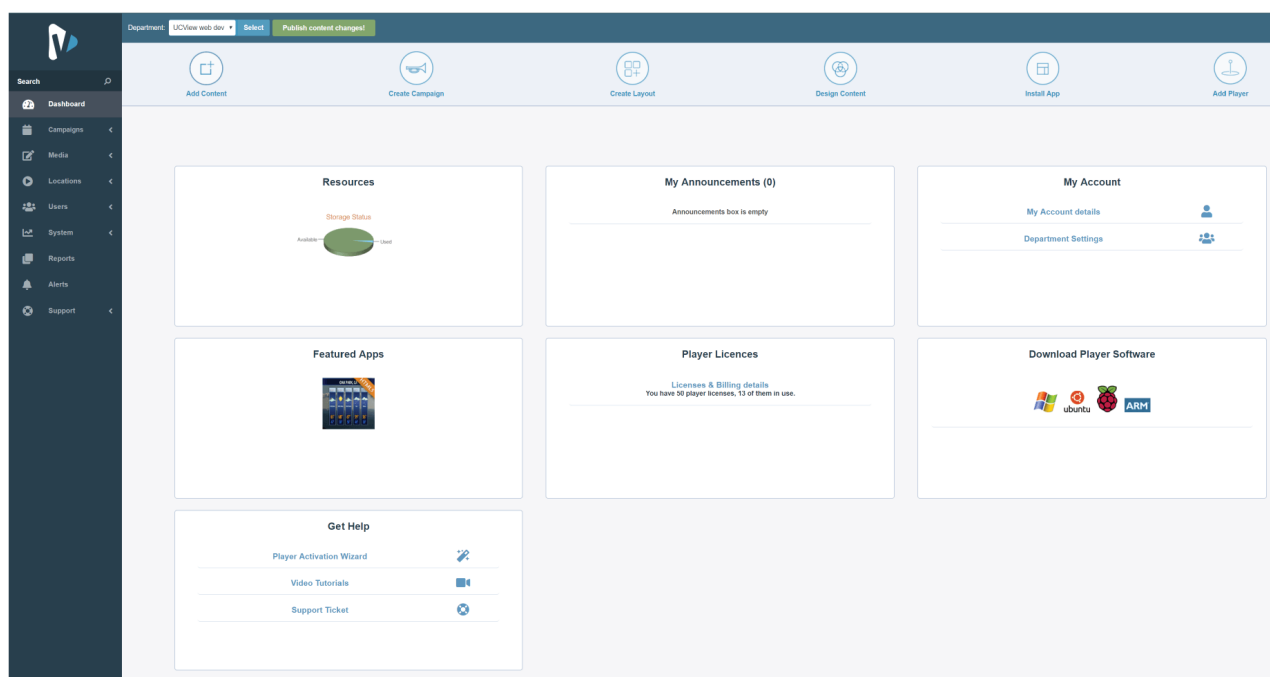 Department: UCView web dev Select Publish content changes!
Search
Dashboard
Campaigns
Media
Locations
Users
System
Reports
Alerts
Support
Add Content
Create Campaign
Create Layout
Design Content
Install App
Add Player
Resources
Storage Status
Available
Used
My Announcements (0)
Announcements box is empty
My Account
My Account details
Department Settings
Featured Apps
Player Licences
Licenses & Billing details
You have 50 player licenses, 13 of them in use.
Download Player Software
ubuntu
ARM
Get Help
Player Activation Wizard
Video Tutorials
Support Ticket